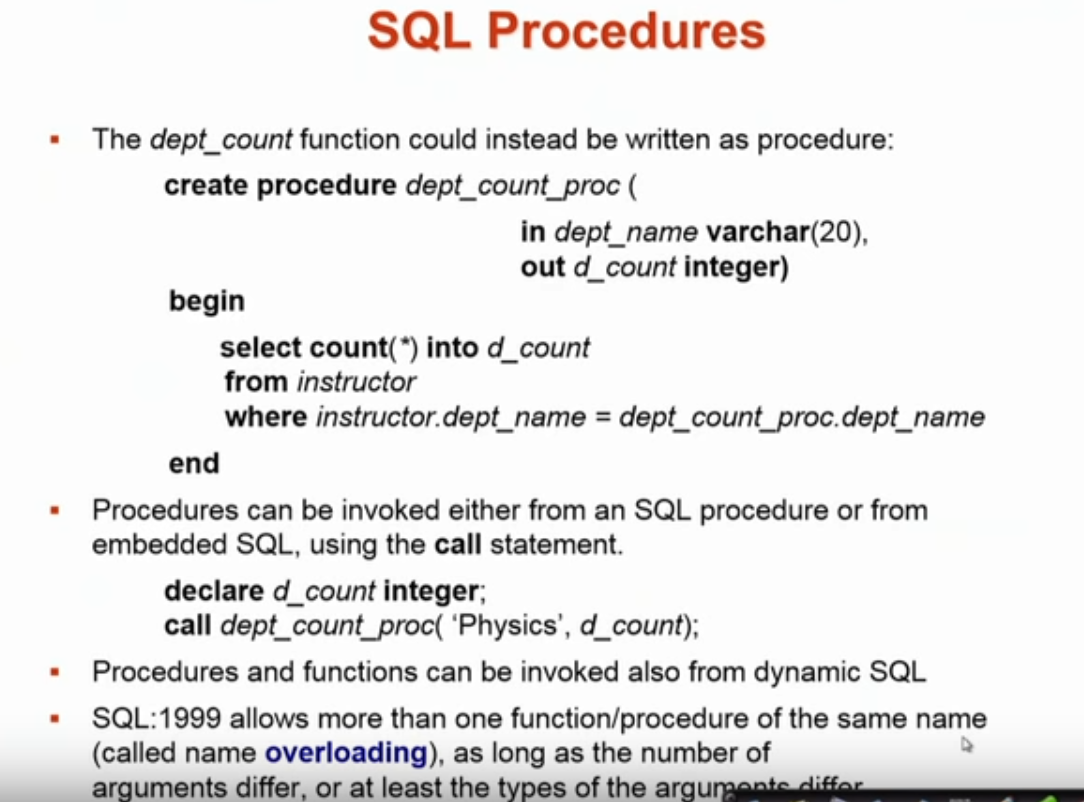 SQL Procedures
▪ The dept_count function could instead be written as procedure:
create procedure dept_count_proc (
in dept_name varchar(20),
out d_count integer)
begin
select count(*) into d_count
from instructor
where instructor.dept_name = dept_count_proc.dept_name
end
▪ Procedures can be invoked either from an SQL procedure or from
embedded SQL, using the call statement.
declare d_count integer;
call dept_count_proc( ‘Physics’, d_count);
▪ Procedures and functions can be invoked also from dynamic SQL
▪ SQL:1999 allows more than one function/procedure of the same name
(called name overloading), as long as the number of
arguments differ, or at least the types of the arguments differ